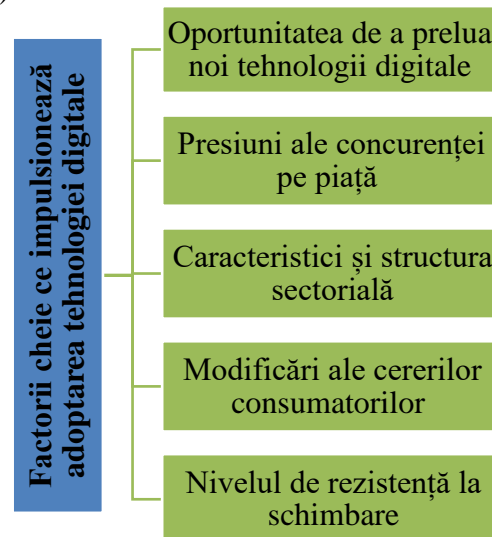 )
Factorii cheie ce impulsionează
adoptarea tehnologiei digitale
Oportunitatea de a prelua
noi tehnologii digitale
Presiuni ale concurenței
pe piață
Caracteristici și structura
sectorială
Modificări ale cererilor
consumatorilor
Nivelul de rezistență la
schimbare